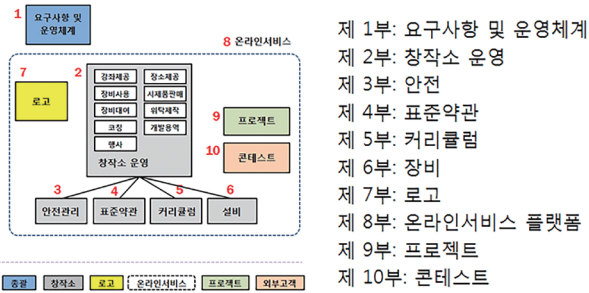 1 요구사항 및
운영체계
8 온라인서비스
7
로고
2
강좌제공 장소제공
장비사용 시제품판매
장비대여 위탁제작
코칭 개발용역
행사
창작소 운영
9 프로젝트
10 콘테스트
3 4 5 6
안전관리 표준약관 커리큘럼 설비
총괄 창작소 로고 온라인서비스 프로젝트 외부고객
제 1부: 요구사항 및 운영체계
제 2부: 창작소 운영
제 3부: 안전
제 4부: 표준약관
제 5부: 커리큘럼
제 6부: 장비
제 7부: 로고
제 8부: 온라인서비스 플랫폼
제 9부: 프로젝트
제 10부: 콘테스트